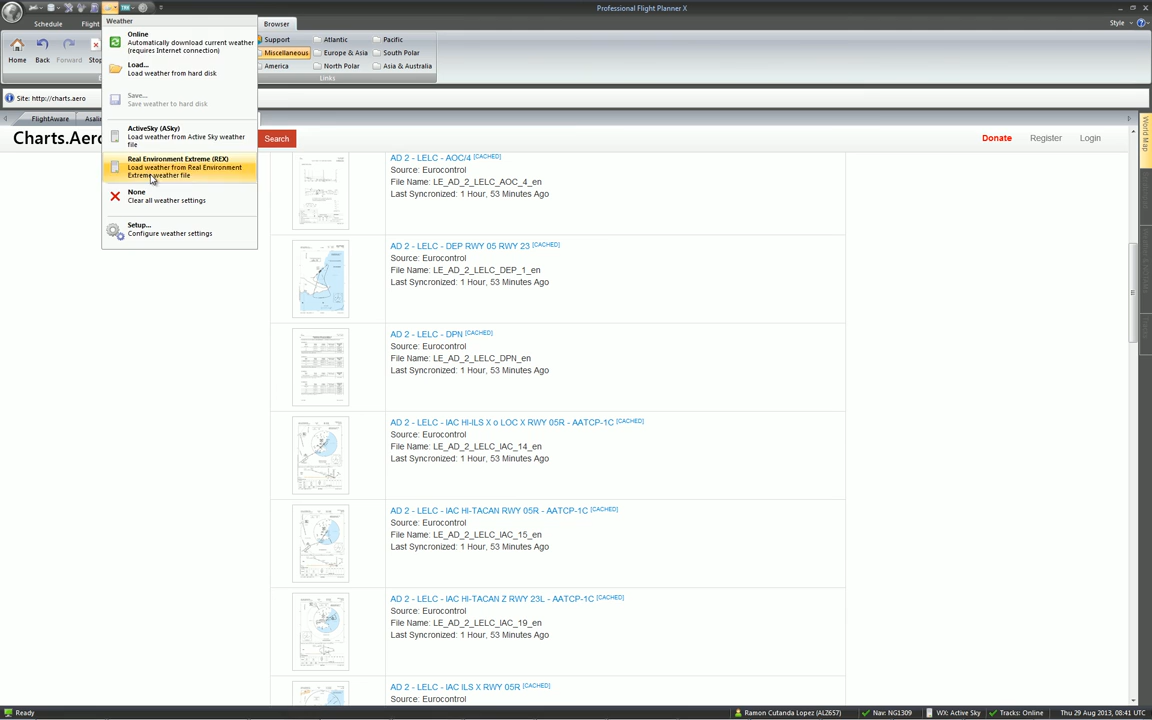 Professional Flight Planner X
Weather
Schedule
Flight
Browser
Style
Online
Automatically download current weather
(requires Internet connection)
Load...
Load weather from hard disk
Save...
Save weather to hard disk
ActiveSky (ASky)
Load weather from Active Sky weather
file
Real Environment Extreme (REX)
Load weather from Real Environment
Extreme weather file
None
Clear all weather settings
Setup...
Configure weather settings
Home
Back
Forward
Stop
Support
Atlantic
Pacific
Miscellaneous
Europe & Asia
South Polar
America
North Polar
Asia & Australia
Links
Site: http://charts.aero
FlightAware
World Map
Charts.Aero
Search
Donate
Register
Login
AD 2 - LELC - AOC/4 [CACHED]
Source: Eurocontrol
File Name: LE_AD_2_LELC_AOC_4_en
Last Syncronized: 1 Hour, 53 Minutes Ago
AD 2 - LELC - DEP RWY 05 RWY 23 [CACHED]
Source: Eurocontrol
File Name: LE_AD_2_LELC_DEP_1_en
Last Syncronized: 1 Hour, 53 Minutes Ago
AD 2 - LELC - DPN [CACHED]
Source: Eurocontrol
File Name: LE_AD_2_LELC_DPN_en
Last Syncronized: 1 Hour, 53 Minutes Ago
AD 2 - LELC - IAC HI-ILS X o LOC X RWY 05R - AATCP-1C [CACHED]
Source: Eurocontrol
File Name: LE_AD_2_LELC_IAC_14_en
Last Syncronized: 1 Hour, 53 Minutes Ago
AD 2 - LELC - IAC HI-TACAN RWY 05R - AATCP-1C [CACHED]
Source: Eurocontrol
File Name: LE_AD_2_LELC_IAC_15_en
Last Syncronized: 1 Hour, 53 Minutes Ago
AD 2 - LELC - IAC HI-TACAN Z RWY 23L - AATCP-1C [CACHED]
Source: Eurocontrol
File Name: LE_AD_2_LELC_IAC_19_en
Last Syncronized: 1 Hour, 53 Minutes Ago
AD 2 - LELC - IAC ILS X RWY 05R [CACHED]
Source: Eurocontrol
Ready
Ramon Cutanda Lopez (ALZ657)
Nav: NG1309
WX: Active Sky
Tracks: Online
Thu 29 Aug 2013, 08:41 UTC